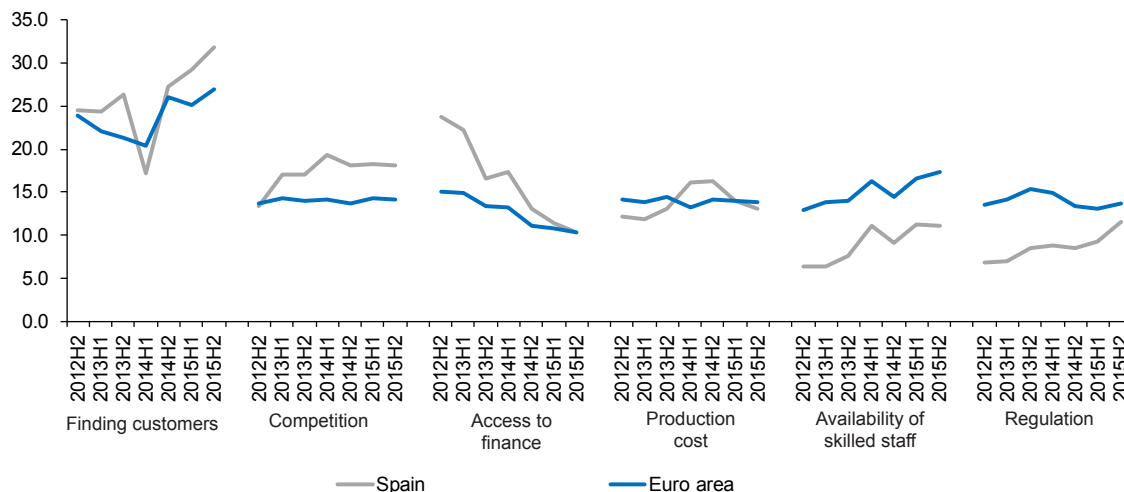 35.0
30.0
25.0
20.0
15.0
10.0
5.0
0.0
2012H2
2013H1
2013H2
2014H1
2014H2
2015H1
2015H2
2012H2
2013H1
2013H2
2014H1
2014H2
2015H1
2015H2
2012H2
2013H1
2013H2
2014H1
2014H2
2015H1
2015H2
2012H2
2013H1
2013H2
2014H1
2014H2
2015H1
2015H2
2012H2
2013H1
2013H2
2014H1
2014H2
2015H1
2015H2
2012H2
2013H1
2013H2
2014H1
2014H2
2015H1
2015H2
Finding customers
Competition
Access to
finance
Production
cost
Availability of
skilled staff
Regulation
Spain
Euro area